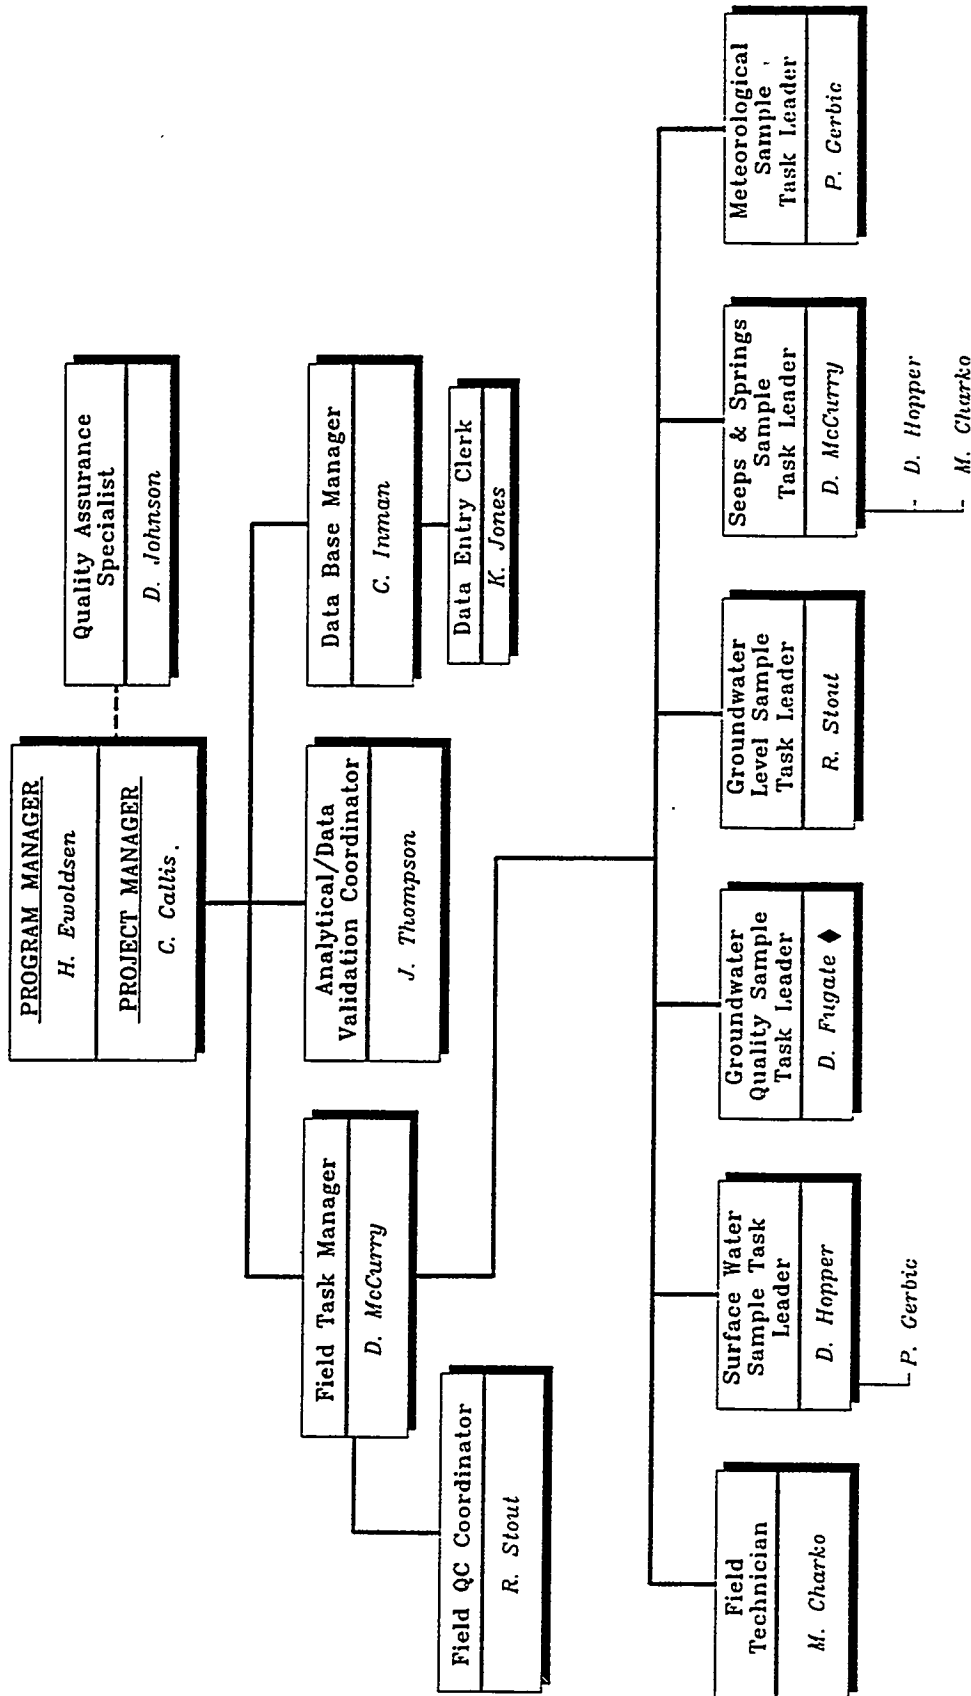 PROGRAM MANAGER
H. Ewoldsen
PROJECT MANAGER
C. Callis.
Quality Assurance
Specialist
D. Johnson
Field Task Manager
D. McCurry
Analytical/Data
Validation Coordinator
J. Thompson
Data Base Manager
C. Inman
Field QC Coordinator
R. Stout
Data Entry Clerk
K. Jones
Field
Technician
M. Charko
Surface Water
Sample Task
Leader
D. Hopper
P. Gerbic
Groundwater
Quality Sample
Task Leader
D. Fugate ♦
Groundwater
Level Sample
Task Leader
R. Stout
Seeps & Springs
Sample
Task Leader
D. McCurry
D. Hopper
M. Charko
Meteorological
Sample
Task Leader
P. Gerbic